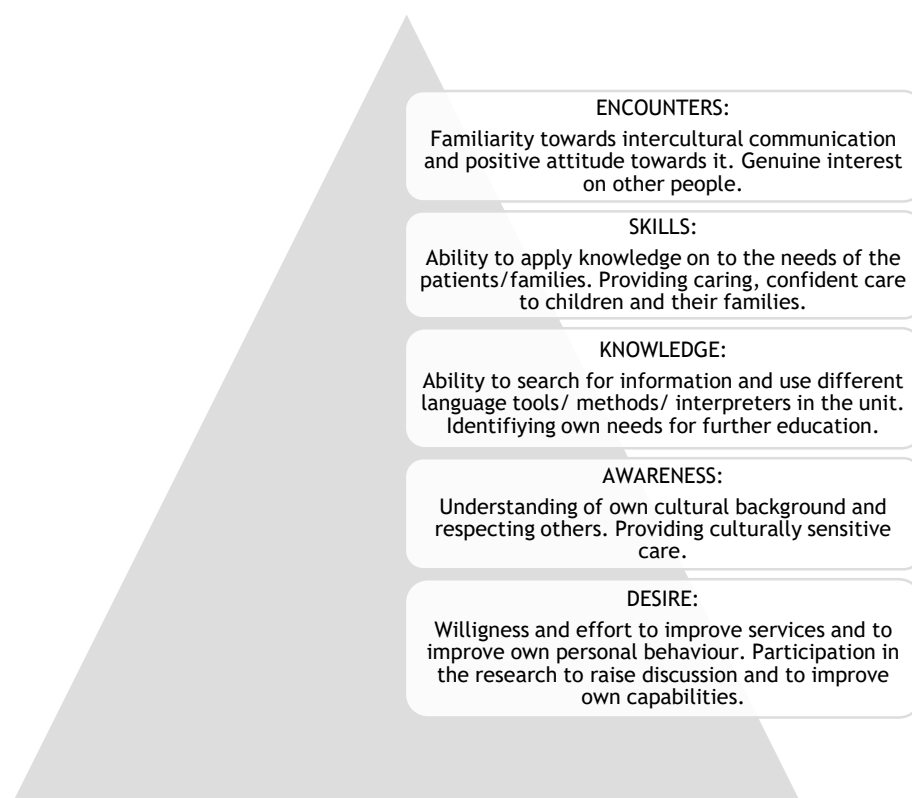 ENCOUNTERS:
Familiarity towards intercultural communication
and positive attitude towards it. Genuine interest
on other people.
SKILLS:
Ability to apply knowledge on to the needs of the
patients/families. Providing caring, confident care
to children and their families.
KNOWLEDGE:
Ability to search for information and use different
language tools/ methods/ interpreters in the unit.
Identifiying own needs for further education.
AWARENESS:
Understanding of own cultural background and
respecting others. Providing culturally sensitive
care.
DESIRE:
Willigness and effort to improve services and to
improve own personal behaviour. Participation in
the research to raise discussion and to improve
own capabilities.